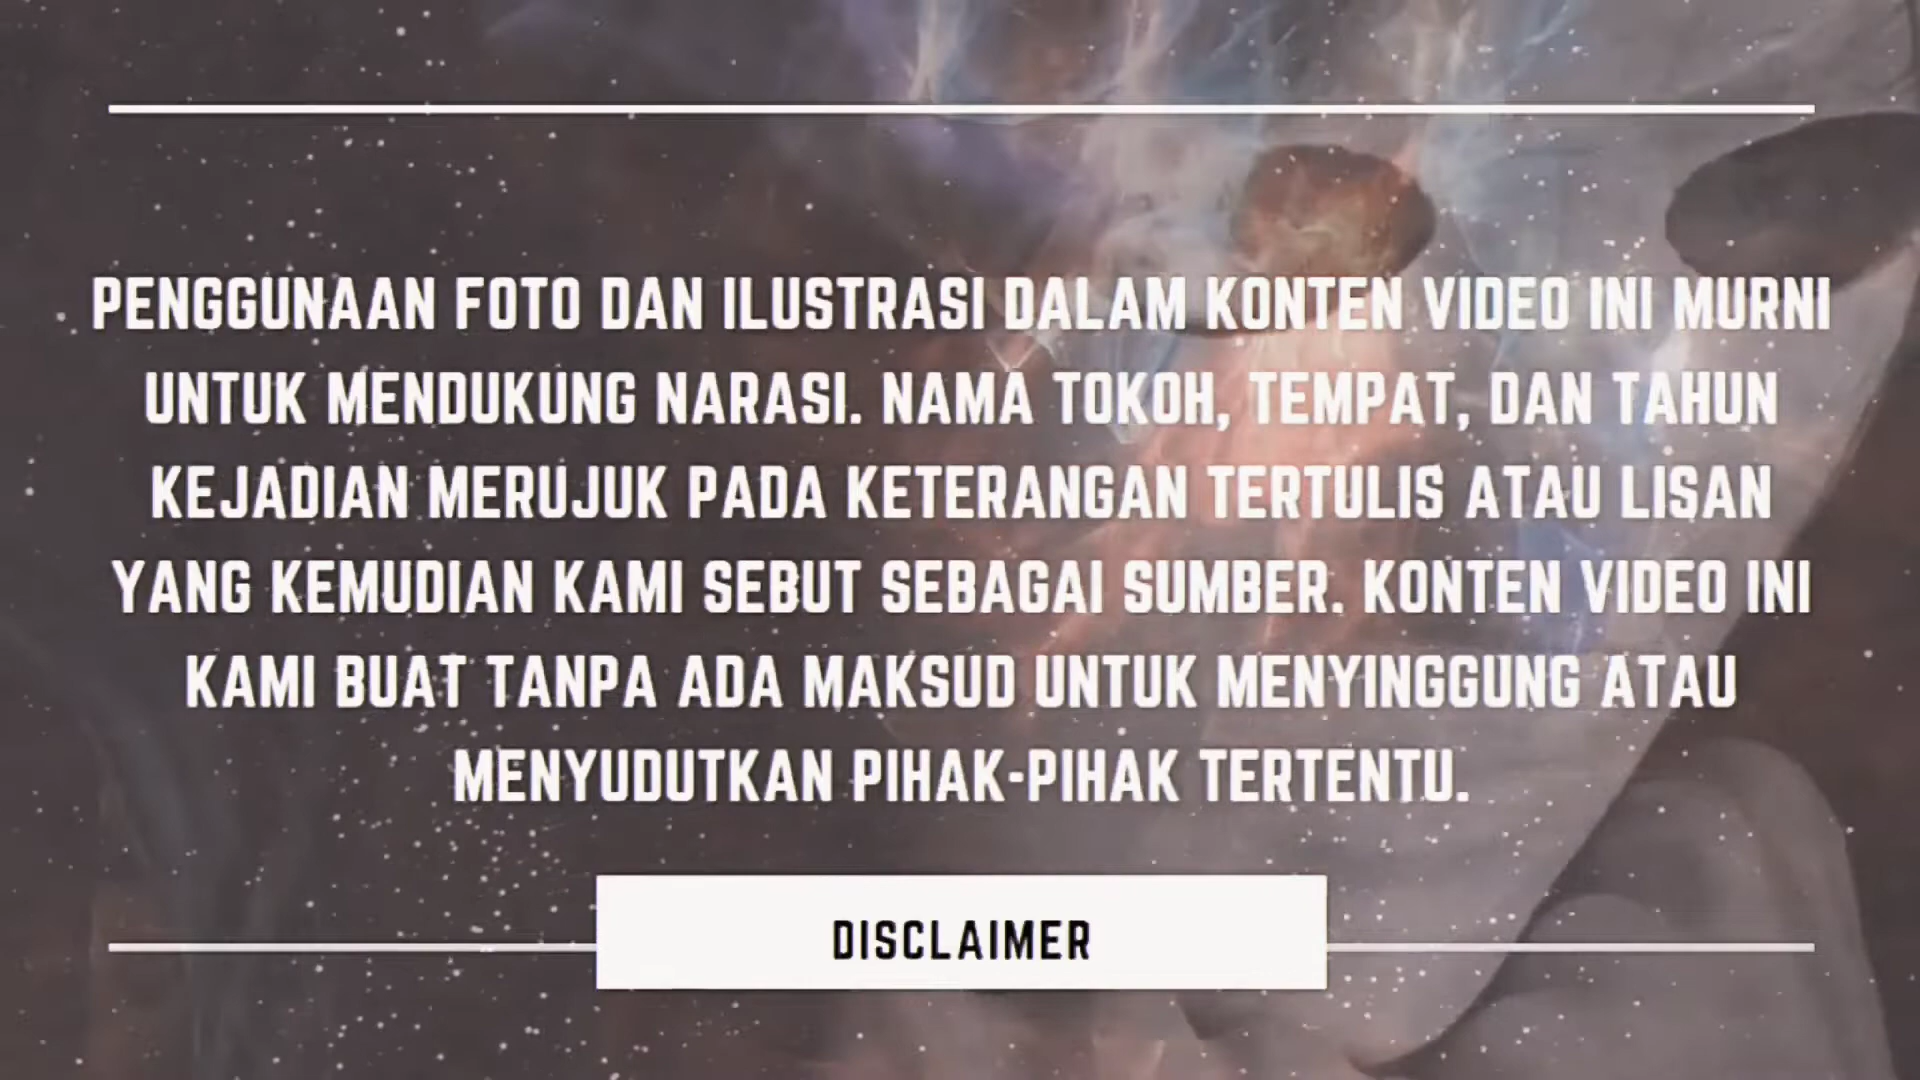 PENGGUNAAN FOTO DAN ILUSTRASI DALAM KONTEN VIDEO INI MURNI
UNTUK MENDUKUNG NARASI. NAMA TOKOH, TEMPAT, DAN TAHUN
KEJADIAN MERUJUK PADA KETERANGAN TERTULIS ATAU LISAN
YANG KEMUDIAN KAMI SEBUT SEBAGAI SUMBER. KONTEN VIDEO INI
KAMI BUAT TANPA ADA MAKSUD UNTUK MENYINGGUNG ATAU
MENYUDUTKAN PIHAK-PIHAK TERTENTU.
DISCLAIMER